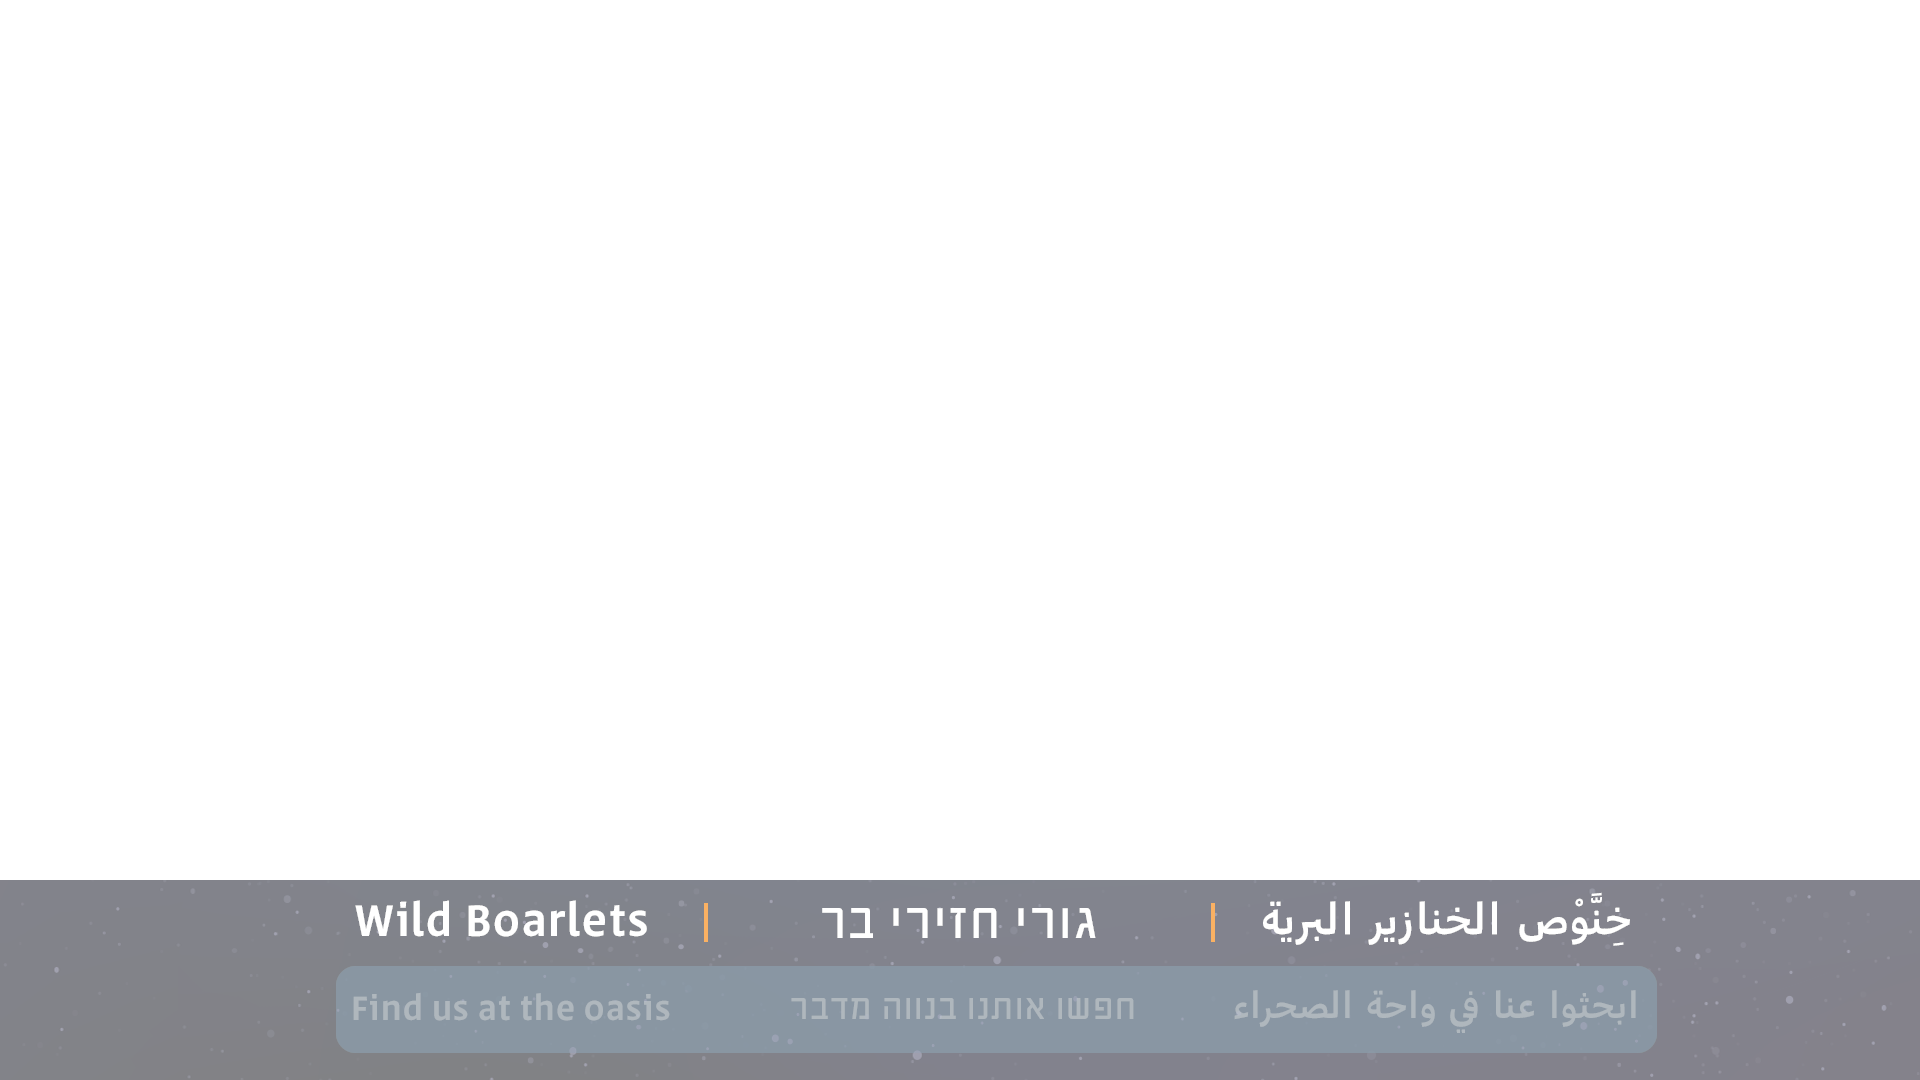 Wild Boarlets | גורי חזירי בר | خِنَّوْص الخنازير البرية
Find us at the oasis חפשו אותנו בנווה מדבר ابحثوا عنا في واحة الصحراء